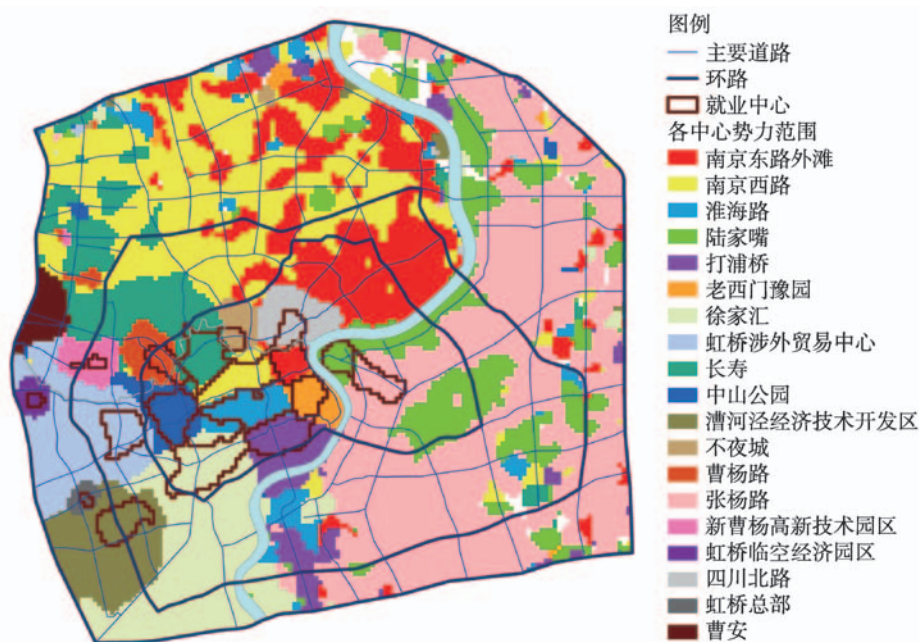 图例
主要道路
环路
就业中心
各中心势力范围
南京东路外滩
南京西路
淮海路
陆家嘴
打浦桥
老西门豫园
徐家汇
虹桥涉外贸易中心
长寿
中山公园
漕河泾经济技术开发区
不夜城
曹杨路
张杨路
新曹杨高新技术园区
虹桥临空经济园区
四川北路
虹桥总部
曹安